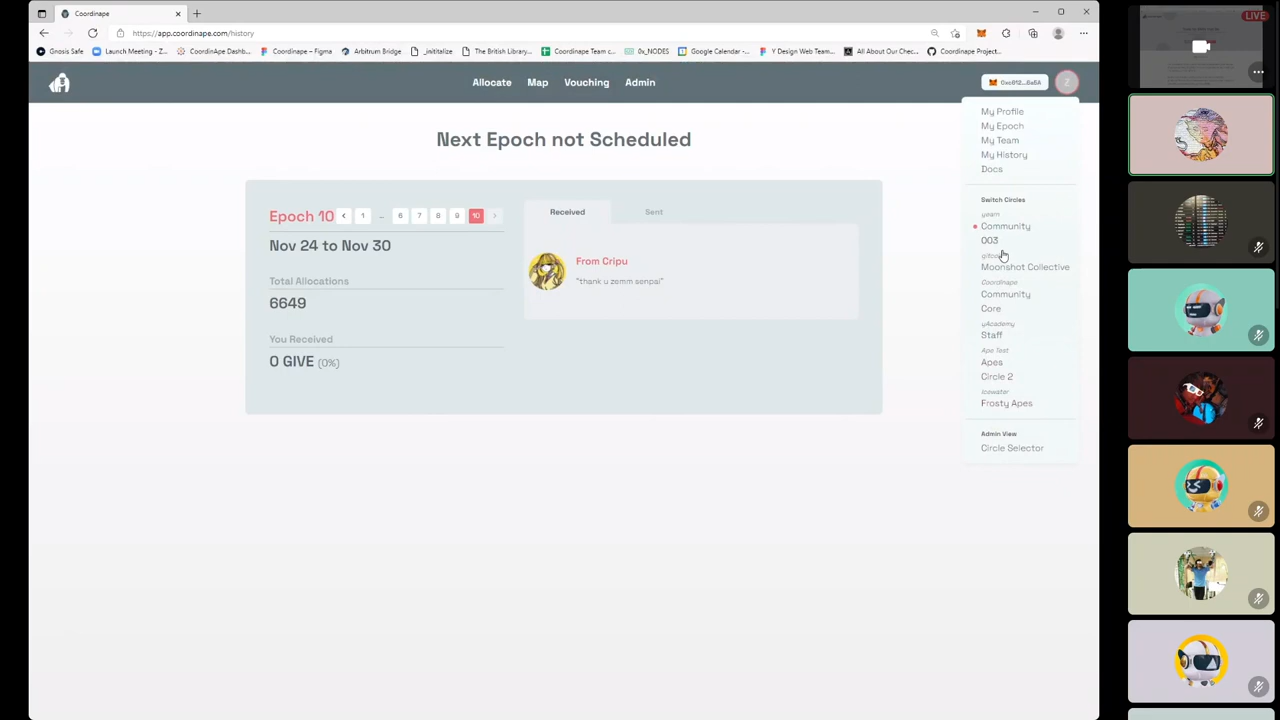 Coordinape
https://app.coordinape.com/history
Gnosis Safe
Launch Meeting - Z...
CoordinApe Dashb...
Coordinape – Figma
Arbitrum Bridge
_inititalize
The British Library...
Coordinape Team c...
0x_NODES
Google Calendar -...
Y Design Web Team...
All About Our Chec...
Coordinape Project...
Allocate
Map
Vouching
Admin
Z
Next Epoch not Scheduled
Epoch 10
1
...
6
7
8
9
10
Nov 24 to Nov 30
Total Allocations
6649
You Received
0 GIVE (0%)
Received
Sent
From Cripu
"thank u zemm senpai"
My Profile
My Epoch
My Team
My History
Docs
Switch Circles
yearn
Community
003
Moonshot Collective
Coordinape
Community
Core
yAcademy
Staff
Ape Test
Apes
Circle 2
Icewater
Frosty Apes
Admin View
Circle Selector
LIVE